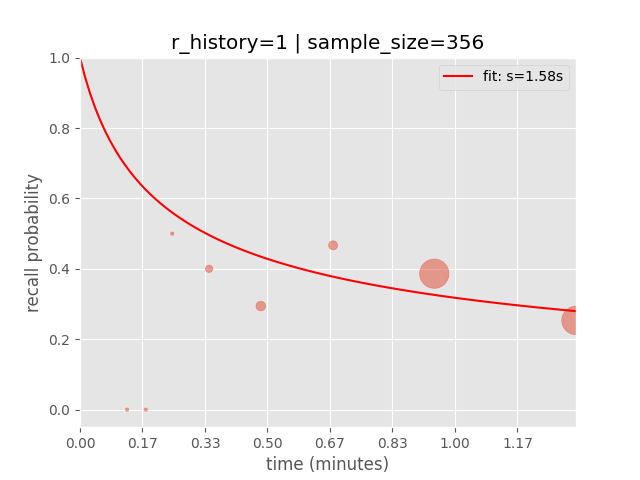 r_history=1 | sample_size=356
fit: s=1.58s
recall probability
1.0
0.8
0.6
0.4
0.2
0.0
0.00 0.17 0.33 0.50 0.67 0.83 1.00 1.17
time (minutes)